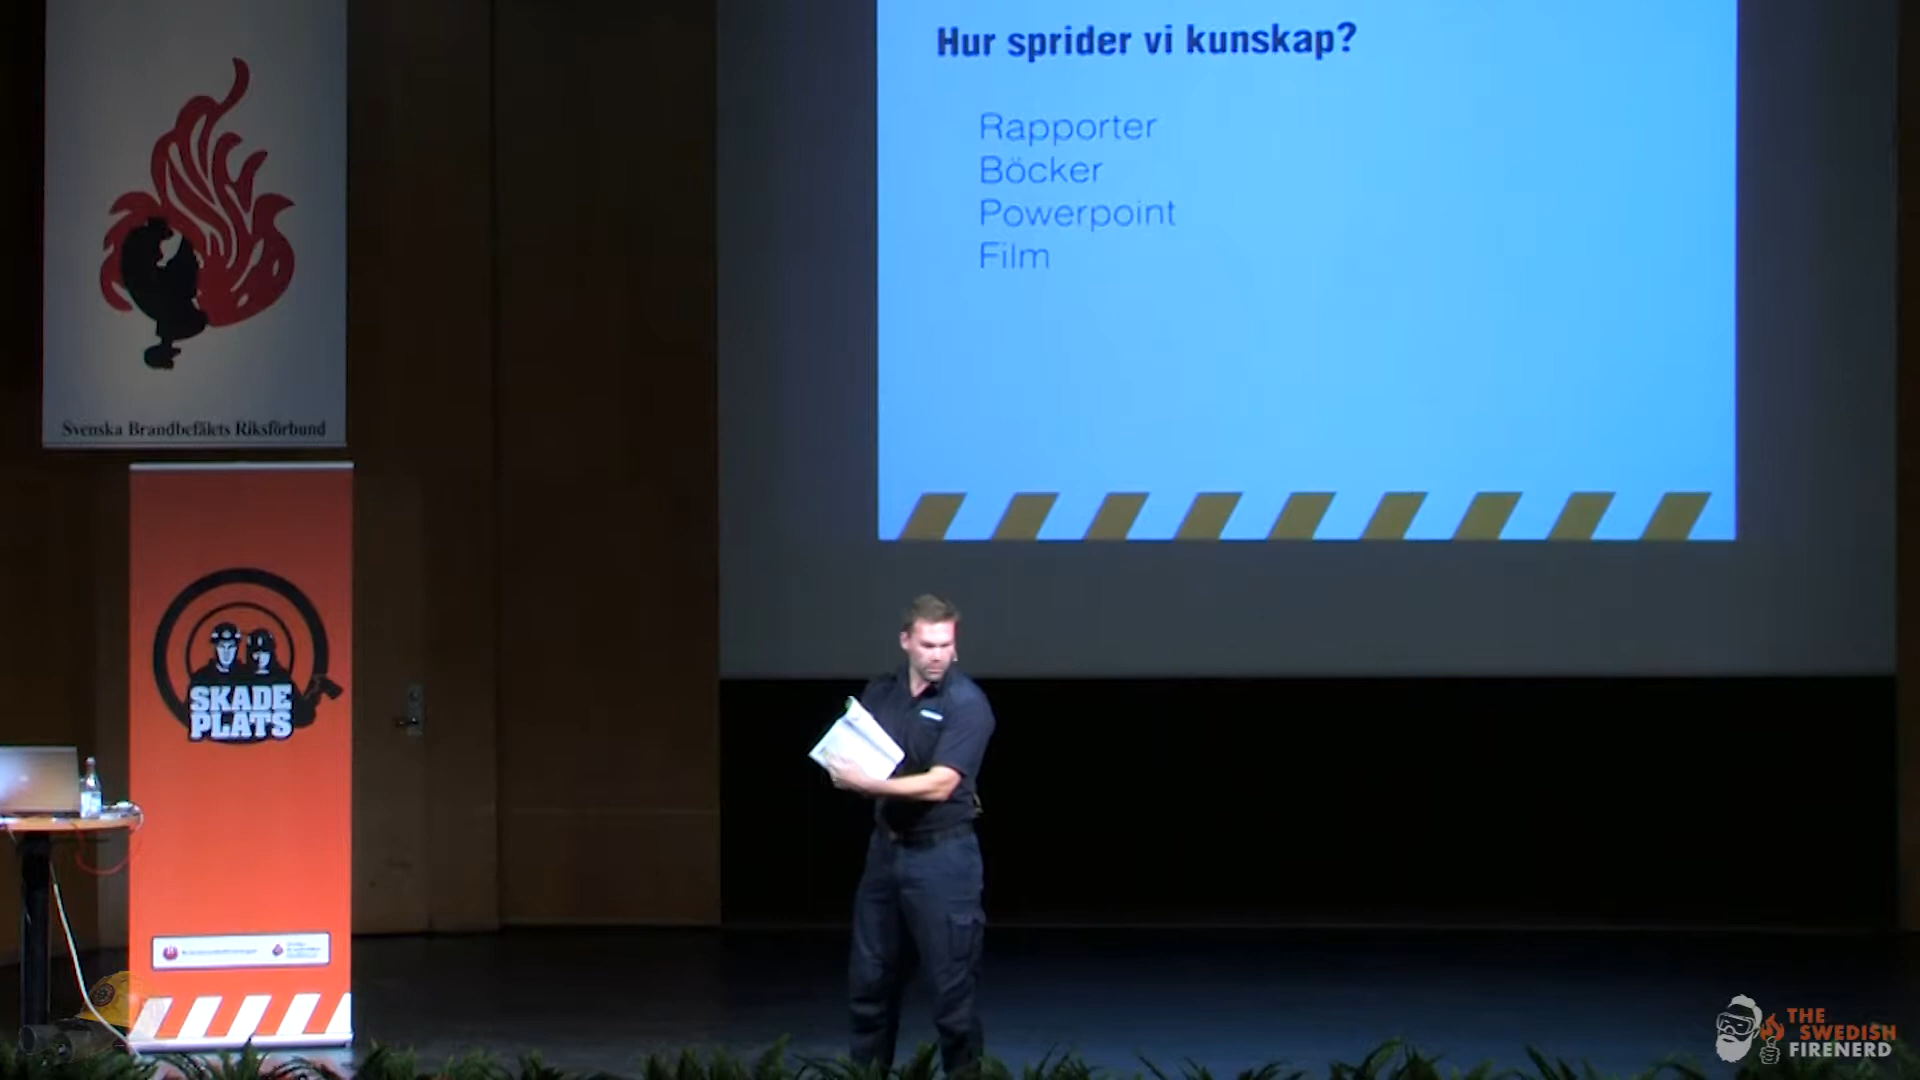 Hur sprider vi kunskap?
Rapporter
Böcker
Powerpoint
Film
Svenska Brandbefälets Riksförbund
SKADE
PLATS
THE
SWEDISH
FIRENERD